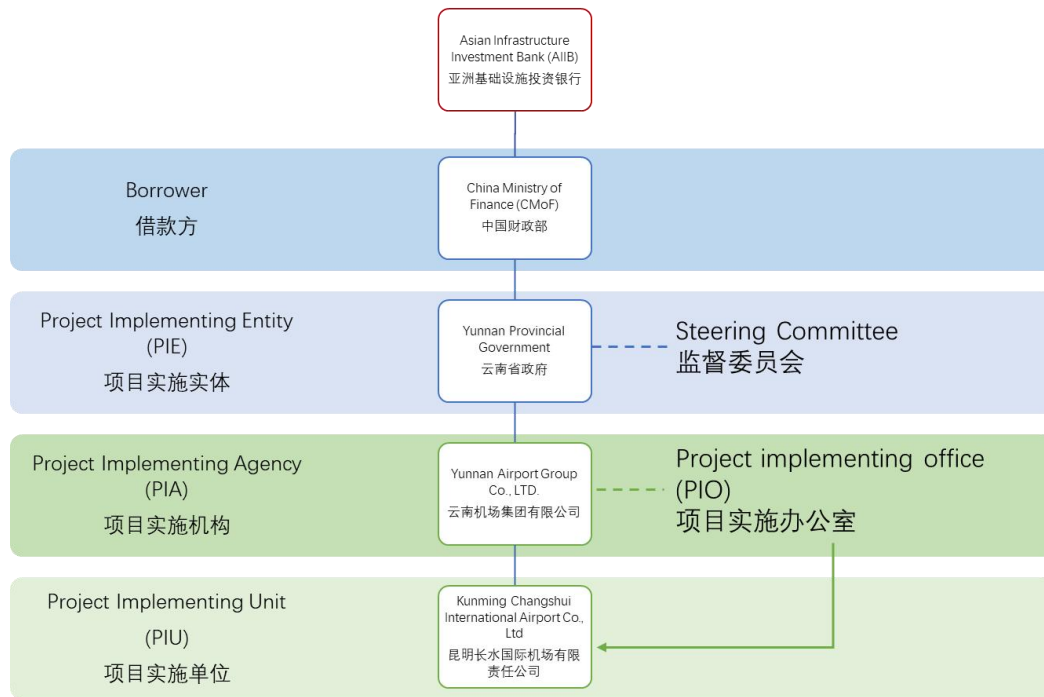 Asian Infrastructure
Investment Bank (AIIB)
亚洲基础设施投资银行
Borrower
借款方
China Ministry of
Finance (CMoF)
中国财政部
Project Implementing Entity
(PIE)
项目实施实体
Yunnan Provincial
Government
云南省政府
Steering Committee
监督委员会
Project Implementing Agency
(PIA)
项目实施机构
Yunnan Airport Group
Co., LTD.
云南机场集团有限公司
Project implementing office
(PIO)
项目实施办公室
Project Implementing Unit
(PIU)
项目实施单位
Kunming Changshui
International Airport Co.,
Ltd
昆明长水国际机场有限
责任公司